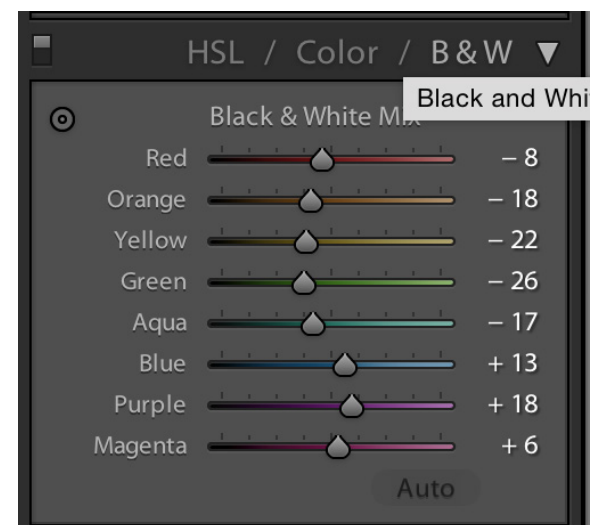 HSL / Color / B & W
Black and Whi
Black & White Mix
Red − 8
Orange − 18
Yellow − 22
Green − 26
Aqua − 17
Blue + 13
Purple + 18
Magenta + 6
Auto